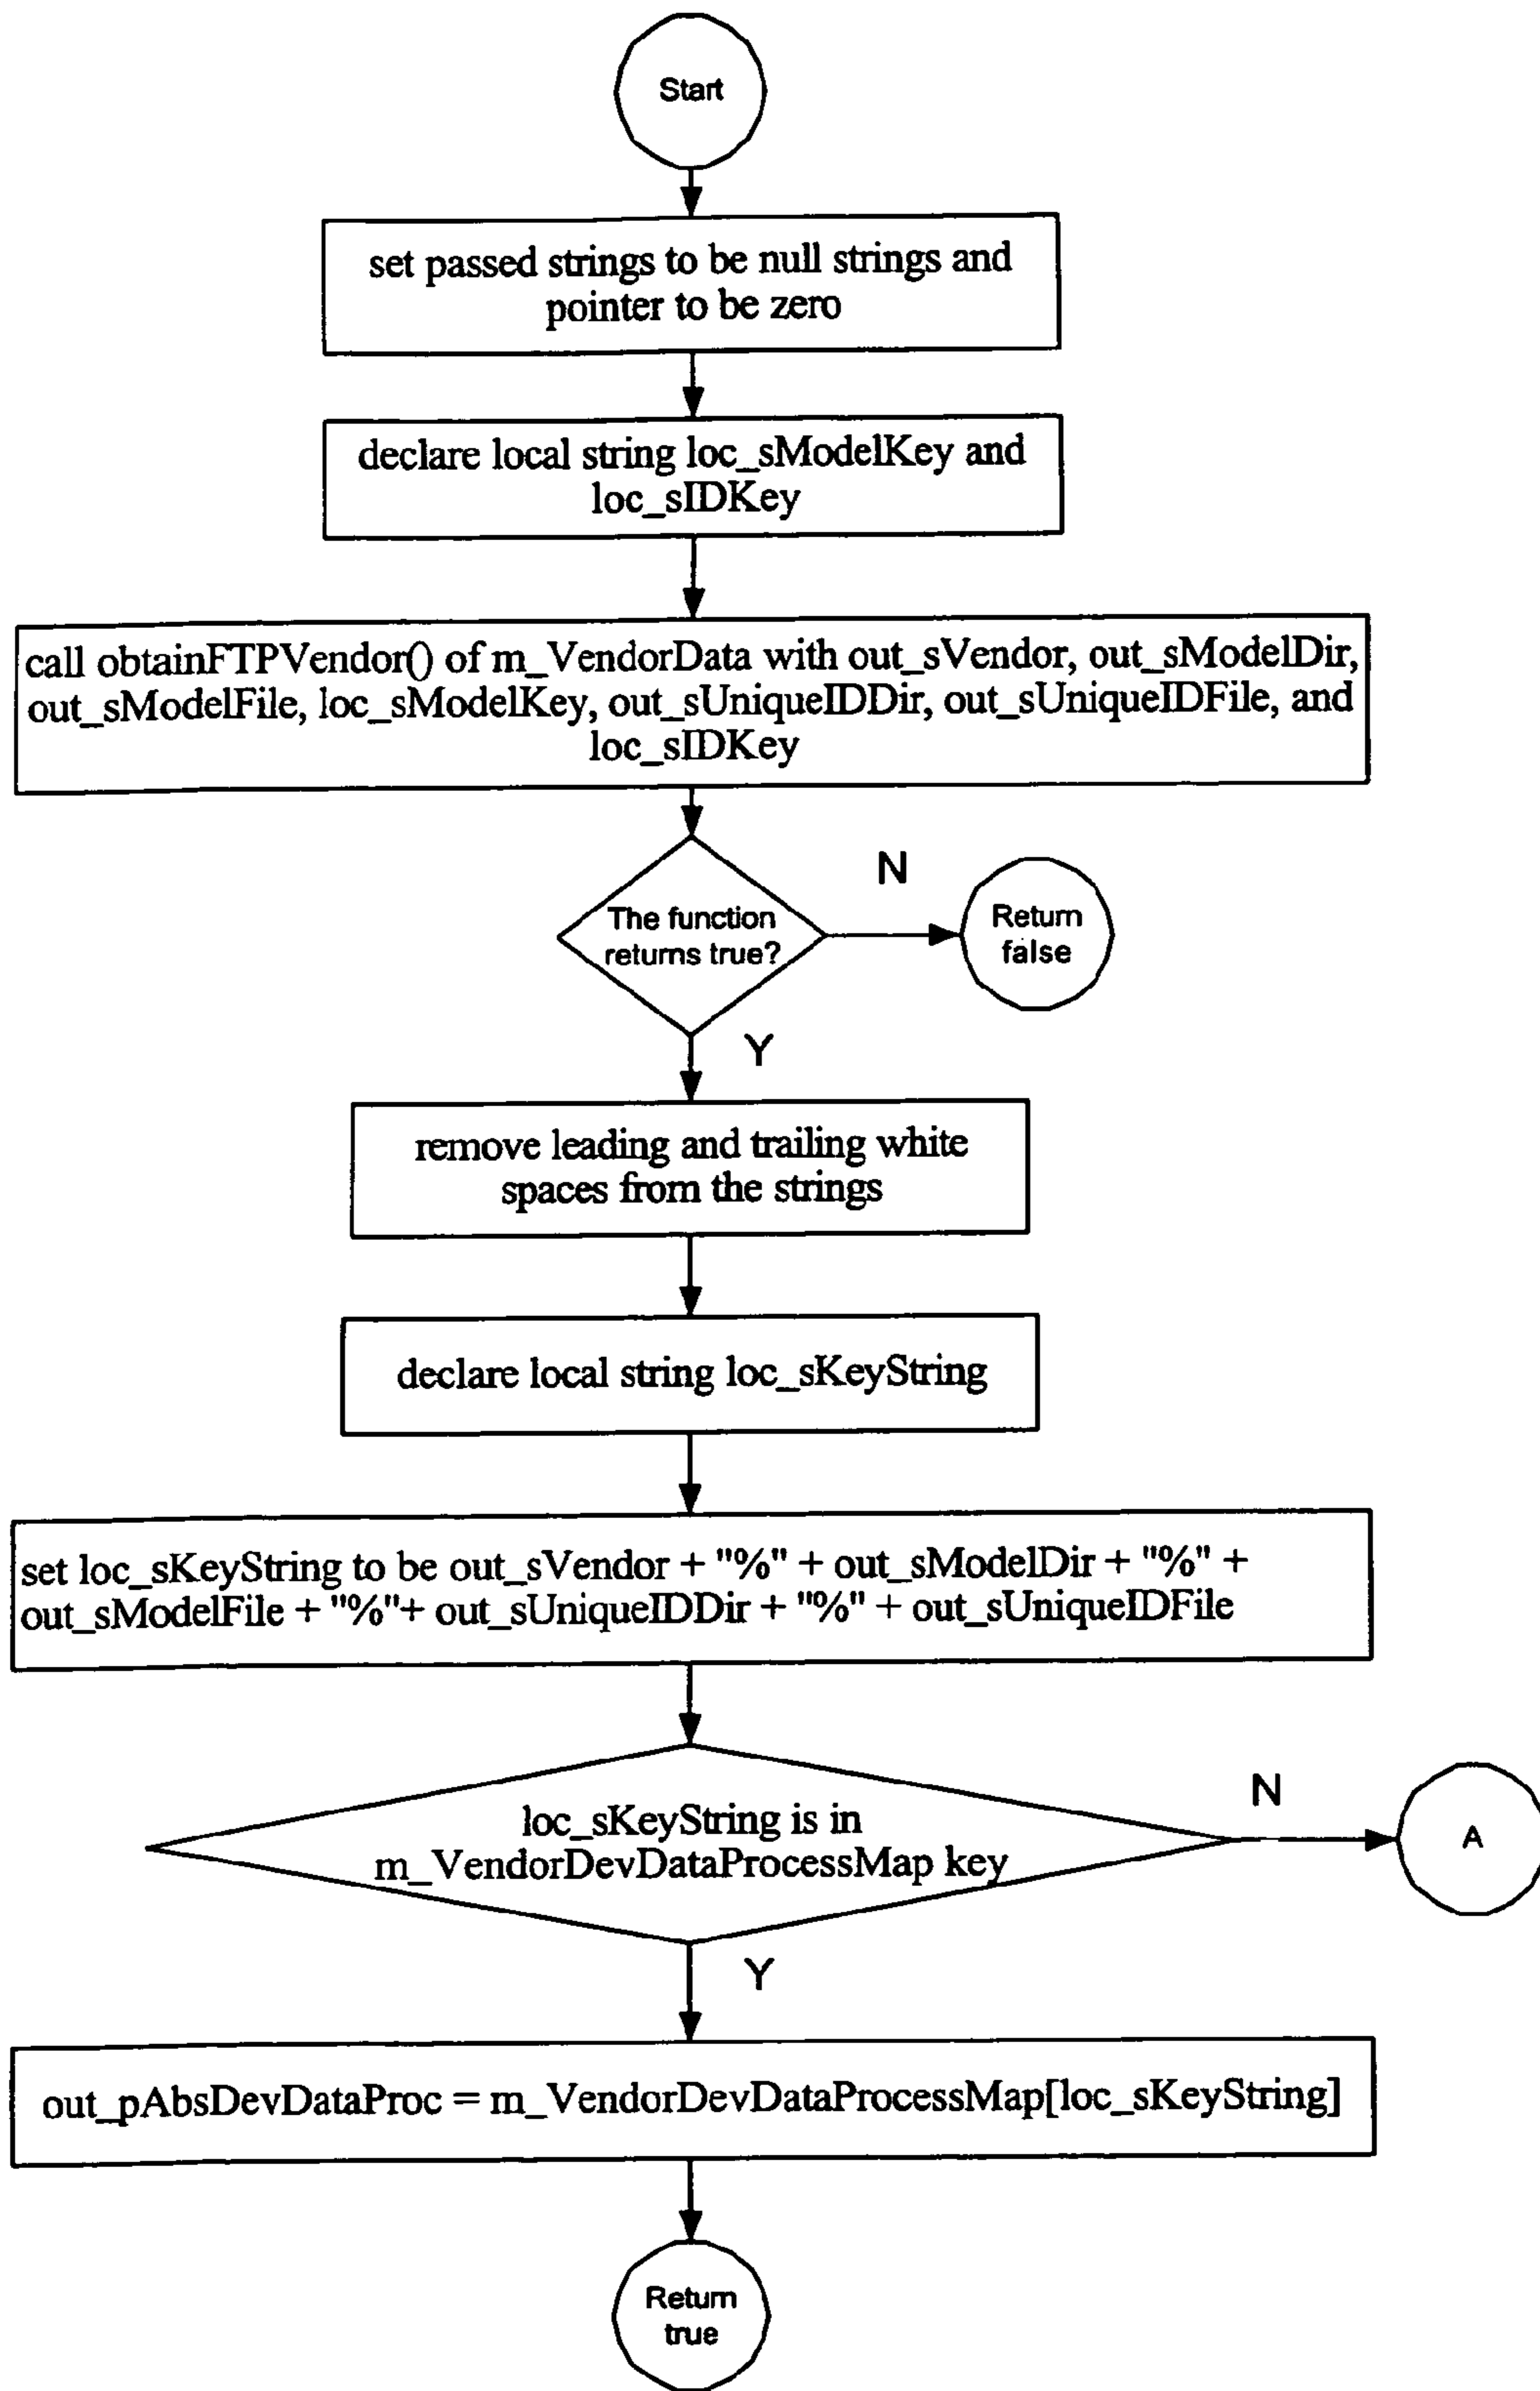 Start
set passed strings to be null strings and
pointer to be zero
declare local string loc_sModelKey and
loc_sIDKey
call obtainFTPVendor() of m_VendorData with out_sVendor, out_sModelDir,
out_sModelFile, loc_sModelKey, out_sUniqueIDDir, out_sUniqueIDFile, and
loc_sIDKey
The function
returns true?
N
Return
false
Y
remove leading and trailing white
spaces from the strings
declare local string loc_sKeyString
set loc_sKeyString to be out_sVendor + "%" + out_sModelDir + "%" +
out_sModelFile + "%"+ out_sUniqueIDDir + "%" + out_sUniqueIDFile
loc_sKeyString is in
m_VendorDevDataProcessMap key
N
A
Y
out_pAbsDevDataProc = m_VendorDevDataProcessMap[loc_sKeyString]
Return
true